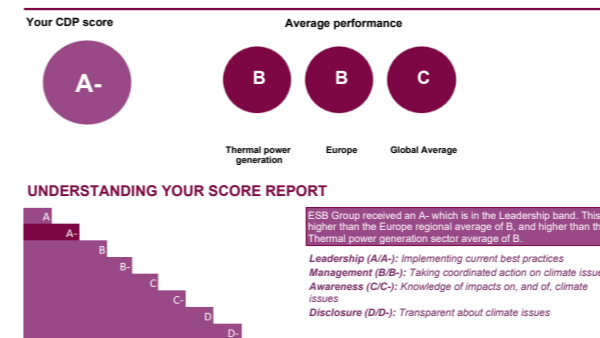 Your CDP score
Average performance
A-
B
B
C
Thermal power
generation
Europe
Global Average
UNDERSTANDING YOUR SCORE REPORT
A
A-
B
B-
C
C-
D
D-
ESB Group received an A- which is in the Leadership band. This
higher than the Europe regional average of B, and higher than
Thermal power generation sector average of B.
Leadership (A/A-): Implementing current best practices
Management (B/B-): Taking coordinated action on climate
Awareness (C/C-): Knowledge of impacts on, and of, climate
issues
Disclosure (D/D-): Transparent about climate issues